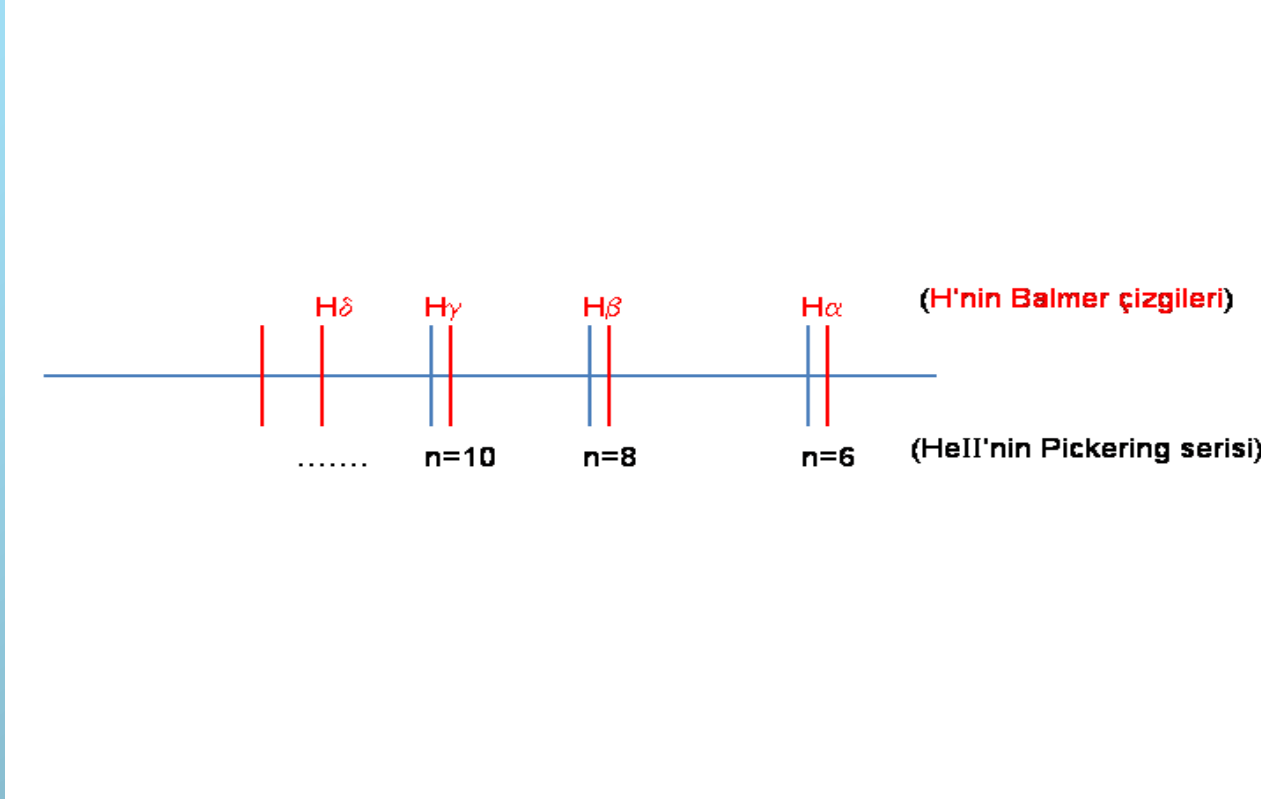 Hδ Hγ Hβ Hα (H'nin Balmer çizgileri)
....... n=10 n=8 n=6 (HeII'nin Pickering serisi)